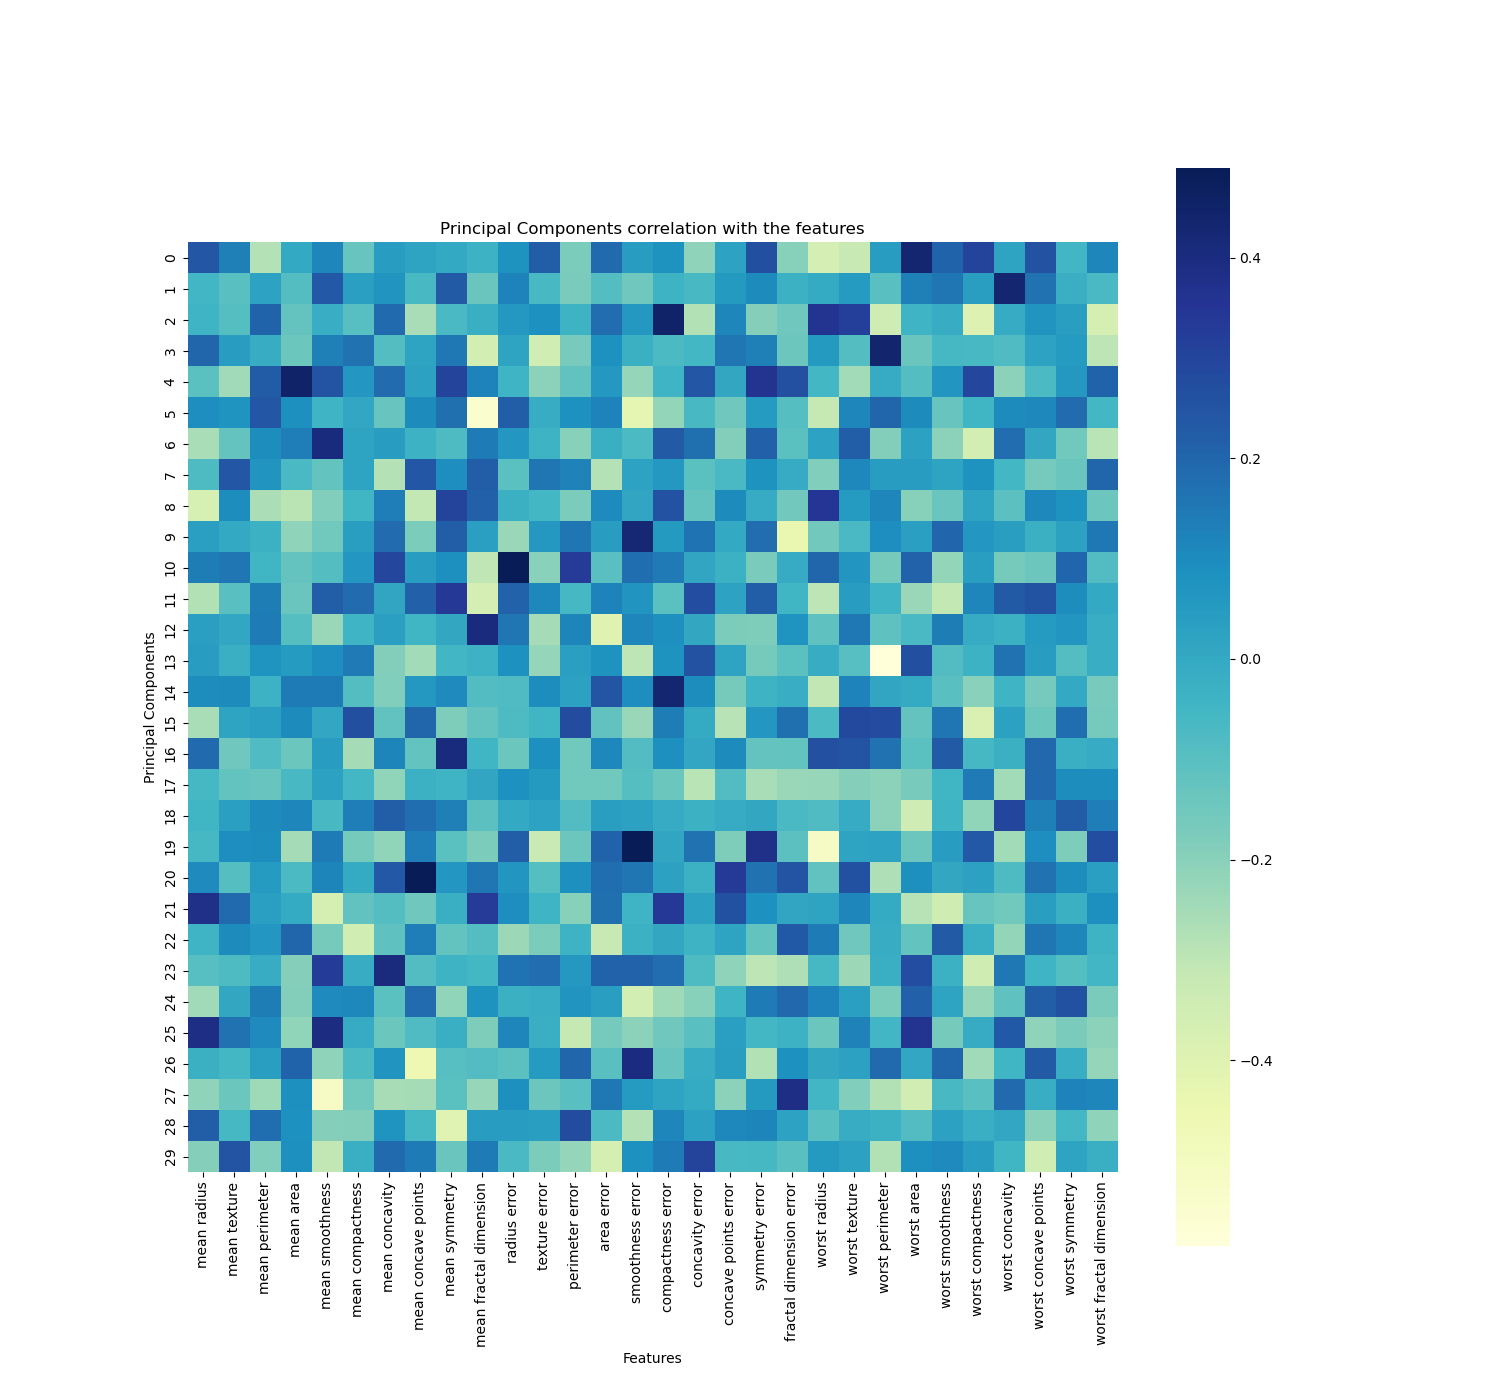 Principal Components correlation with the features
Principal Components
0
1
2
3
4
5
6
7
8
9
10
11
12
13
14
15
16
17
18
19
20
21
22
23
24
25
26
27
28
29
mean radius
mean texture
mean perimeter
mean area
mean smoothness
mean compactness
mean concavity
mean concave points
mean symmetry
mean fractal dimension
radius error
texture error
perimeter error
area error
smoothness error
compactness error
concavity error
concave points error
symmetry error
fractal dimension error
worst radius
worst texture
worst perimeter
worst area
worst smoothness
worst compactness
worst concavity
worst concave points
worst symmetry
worst fractal dimension
Features
0.4
0.2
0.0
−0.2
−0.4